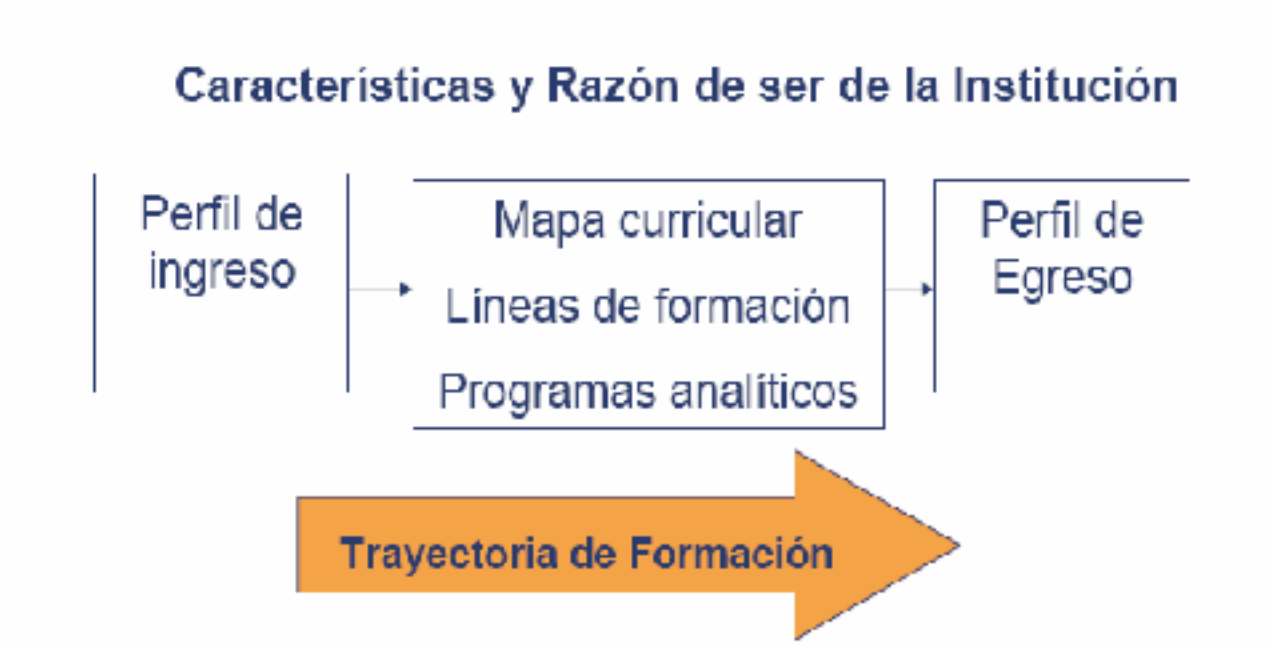 Características y Razón de ser de la Institución
Perfil de
ingreso
Mapa curricular
Líneas de formación
Programas analíticos
Perfil de
Egreso
Trayectoria de Formación